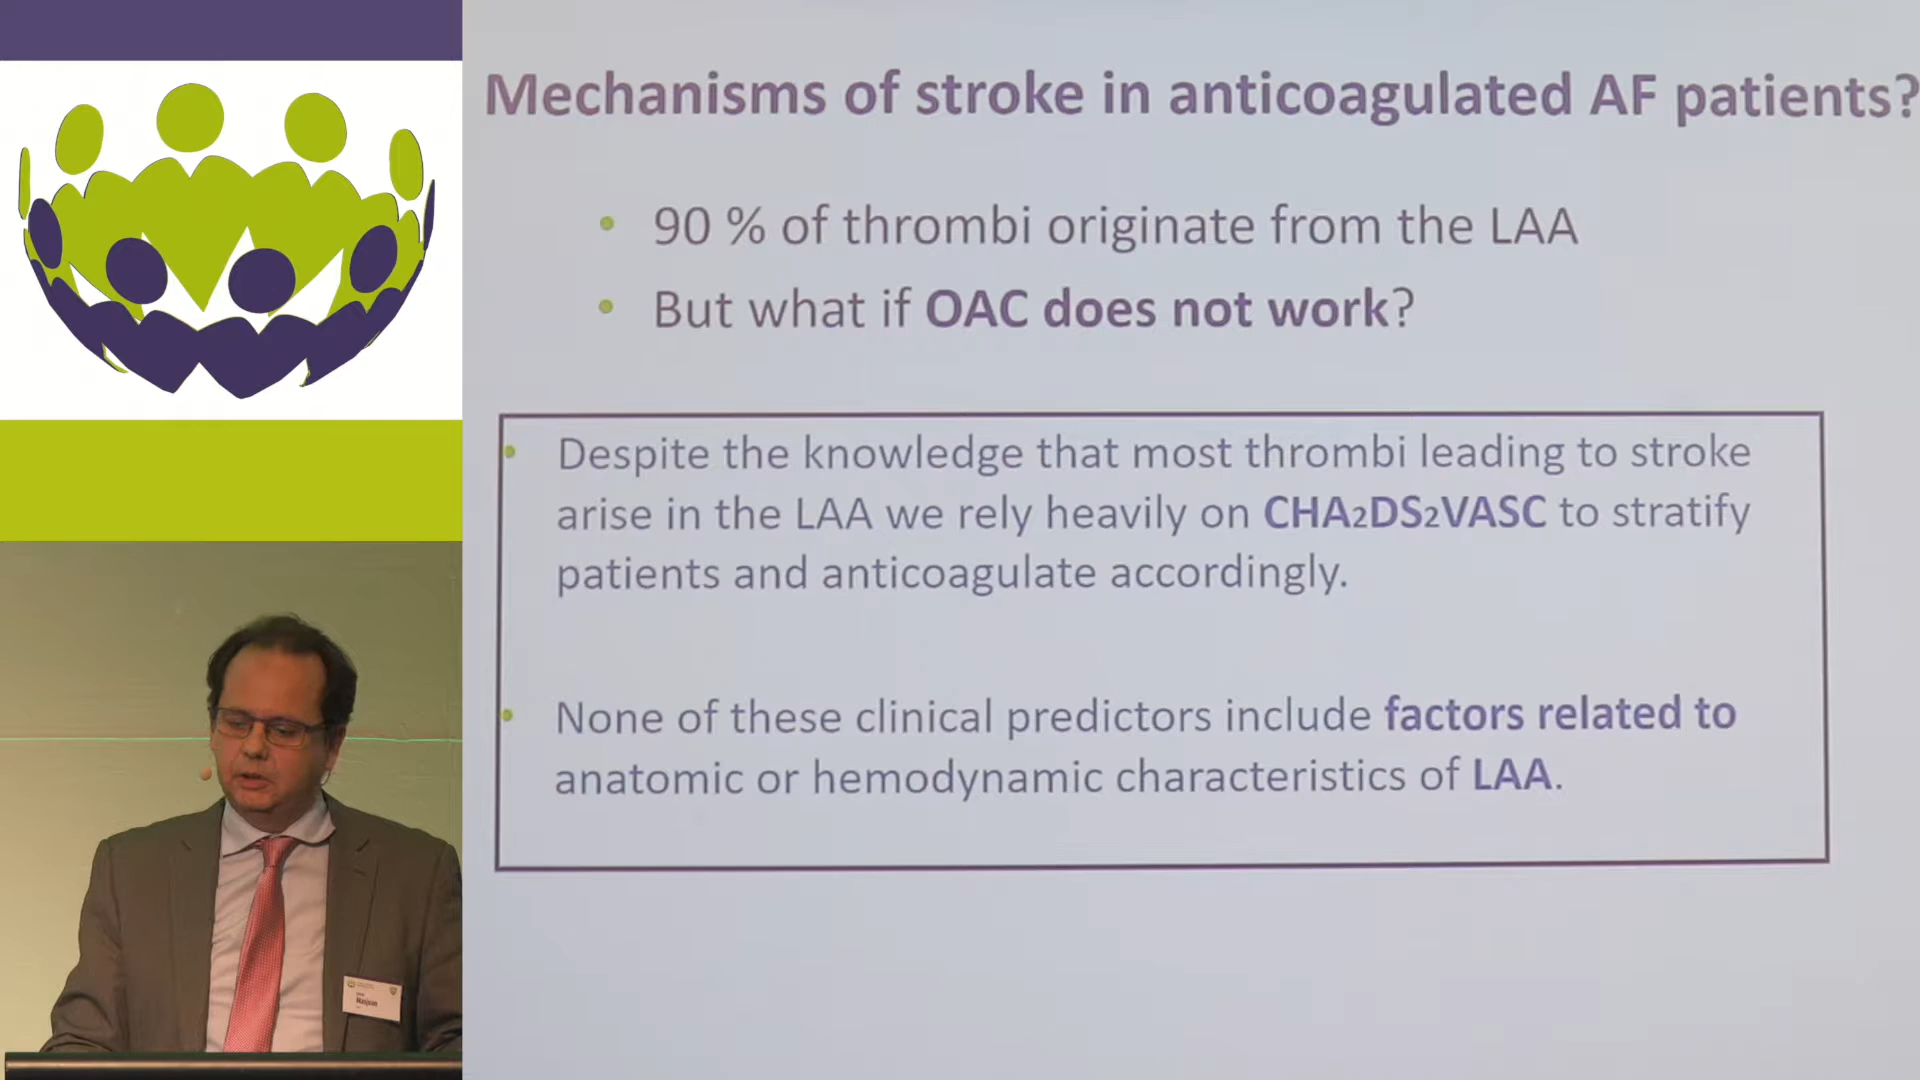 Mechanisms of stroke in anticoagulated AF patients?
• 90 % of thrombi originate from the LAA
• But what if OAC does not work?
• Despite the knowledge that most thrombi leading to stroke
arise in the LAA we rely heavily on CHA₂DS₂VASC to stratify
patients and anticoagulate accordingly.
• None of these clinical predictors include factors related to
anatomic or hemodynamic characteristics of LAA.